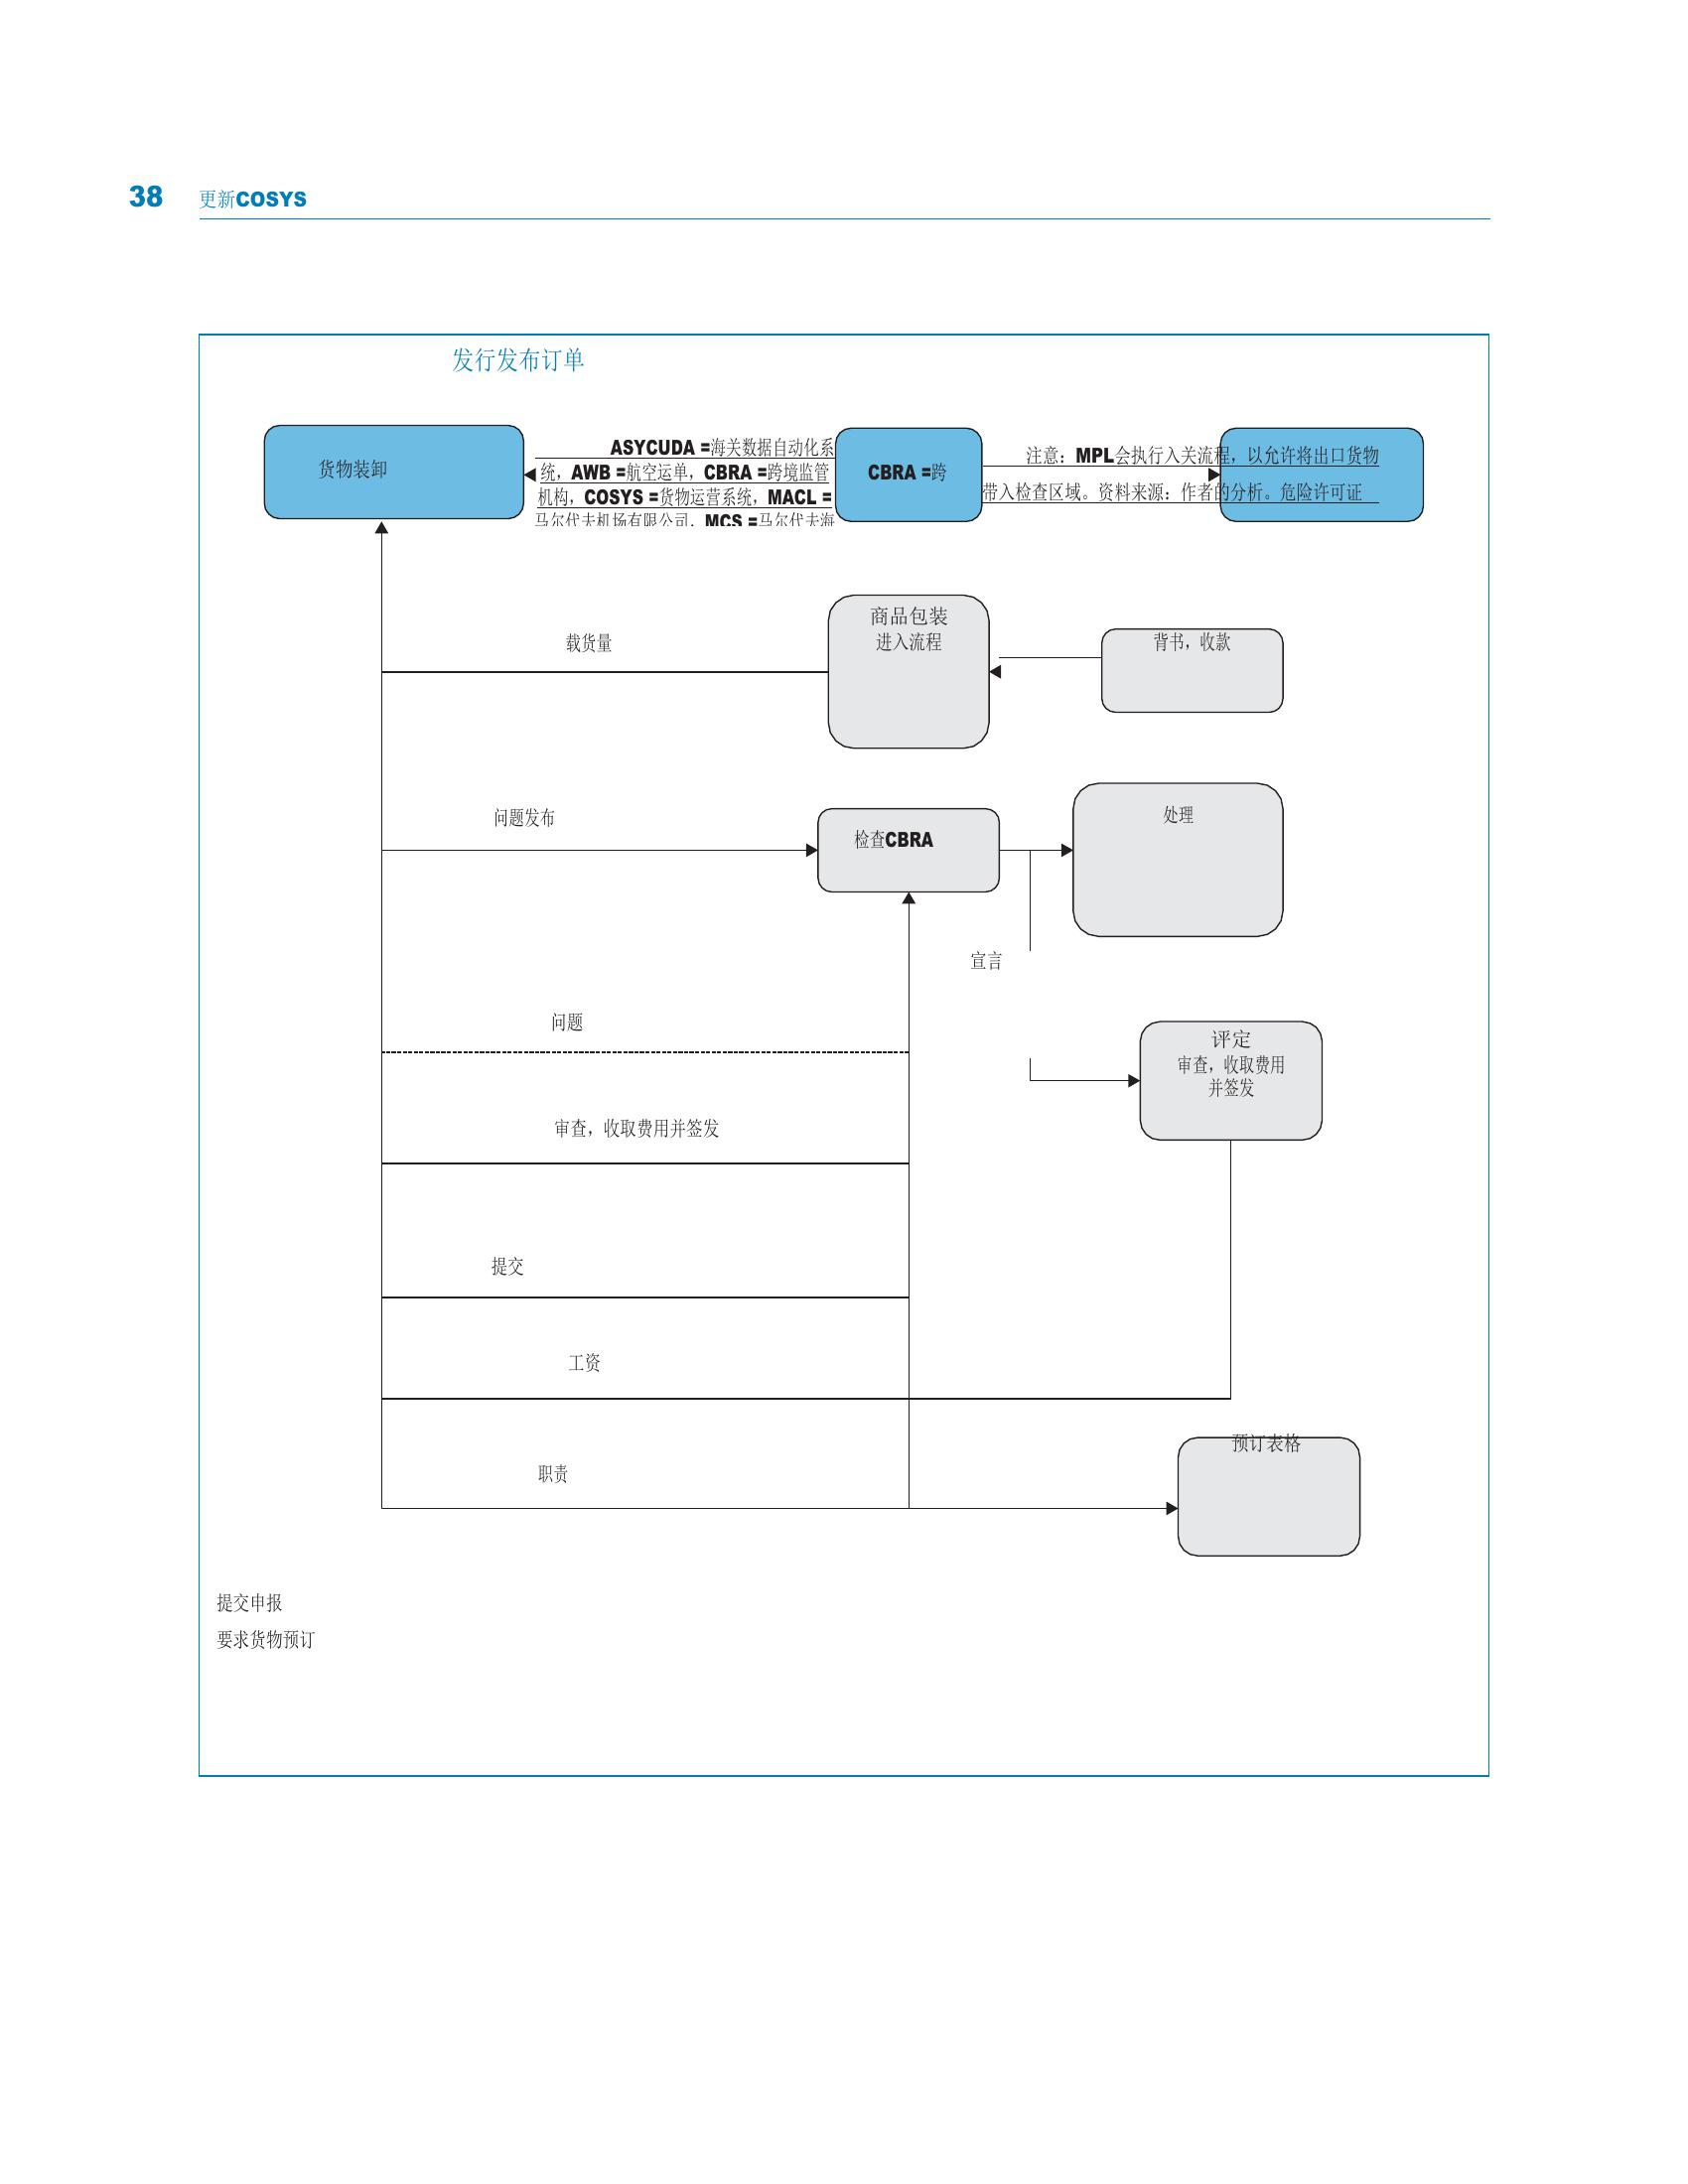 38 更新COSYS
发行发布订单
货物装卸
ASYCUDA =海关数据自动化系
统，AWB =航空运单，CBRA =跨境监管
机构，COSYS =货物运营系统，MACL =
马尔代夫机场有限公司，MCS =马尔代夫海
CBRA =跨
注意：MPL会执行入关流程，以允许将出口货物
带入检查区域。资料来源：作者的分析。危险许可证
商品包装
进入流程
载货量
背书，收款
问题发布
检查CBRA
处理
宣言
问题
评定
审查，收取费用
并签发
审查，收取费用并签发
提交
工资
预订表格
职责
提交申报
要求货物预订